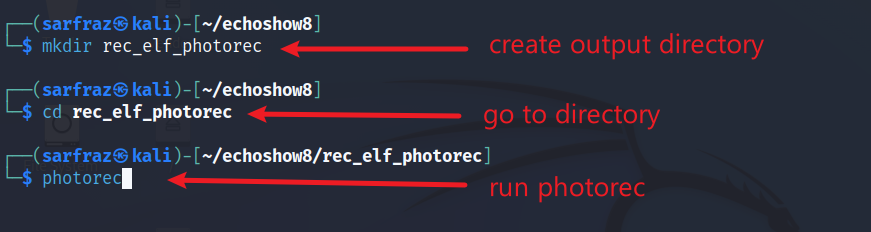 ┌──(sarfraz㉿kali)-[~/echoshow8]
└─$ mkdir rec_elf_photorec
create output directory
┌──(sarfraz㉿kali)-[~/echoshow8]
└─$ cd rec_elf_photorec
go to directory
┌──(sarfraz㉿kali)-[~/echoshow8/rec_elf_photorec]
└─$ photorec
run photorec